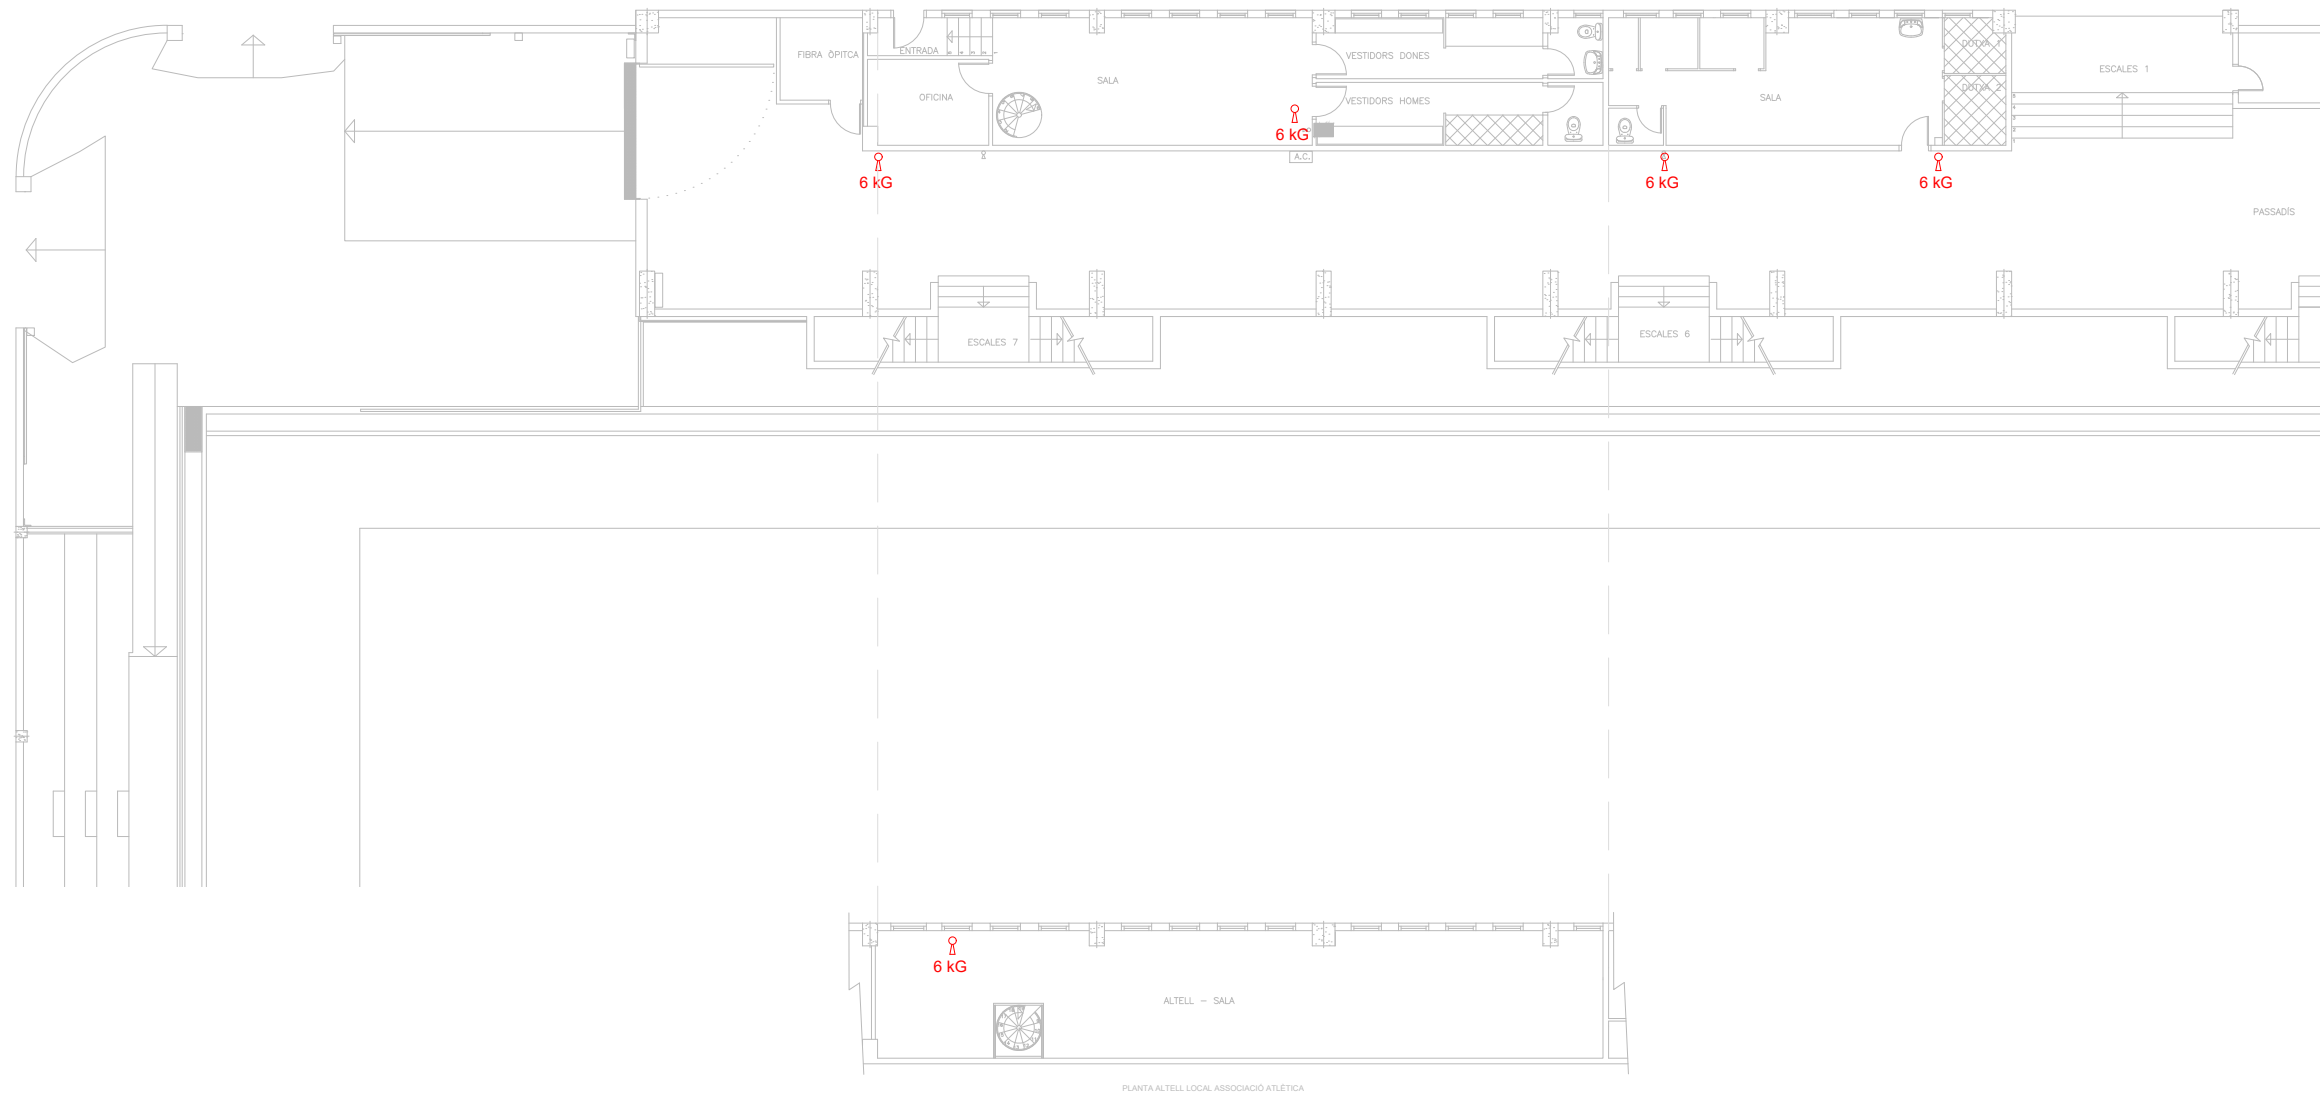 ENTRADA
FIBRA ÒPITCA
OFICINA
SALA
VESTIDORS DONES
VESTIDORS HOMES
6 kG
A.C.
SALA
DUTXA 1
DUTXA 2
ESCALES 1
6 kG
6 kG
6 kG
PASSADÍS
ESCALES 7
ESCALES 6
6 kG
ALTELL - SALA
PLANTA ALTELL LOCAL ASSOCIACIÓ ATLÈTICA